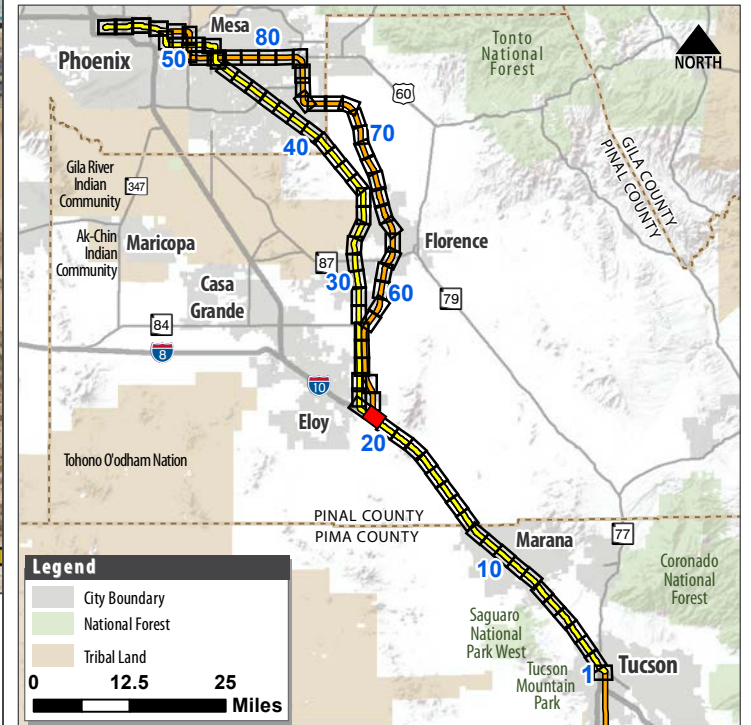 Mesa
80
Phoenix
50
Tonto
National
Forest
NORTH
60
70
40
GILA COUNTY
PINAL COUNTY
Gila River
Indian
Community
347
Ak-Chin
Indian
Community
Maricopa
87
Florence
Casa
Grande
30
60
79
84
8
10
Eloy
20
Tohono O'odham Nation
PINAL COUNTY
PIMA COUNTY
Marana
77
10
Coronado
National
Forest
Saguaro
National
Park West
Tucson
Mountain
Park
1
Tucson
Legend
City Boundary
National Forest
Tribal Land
0 12.5 25
Miles